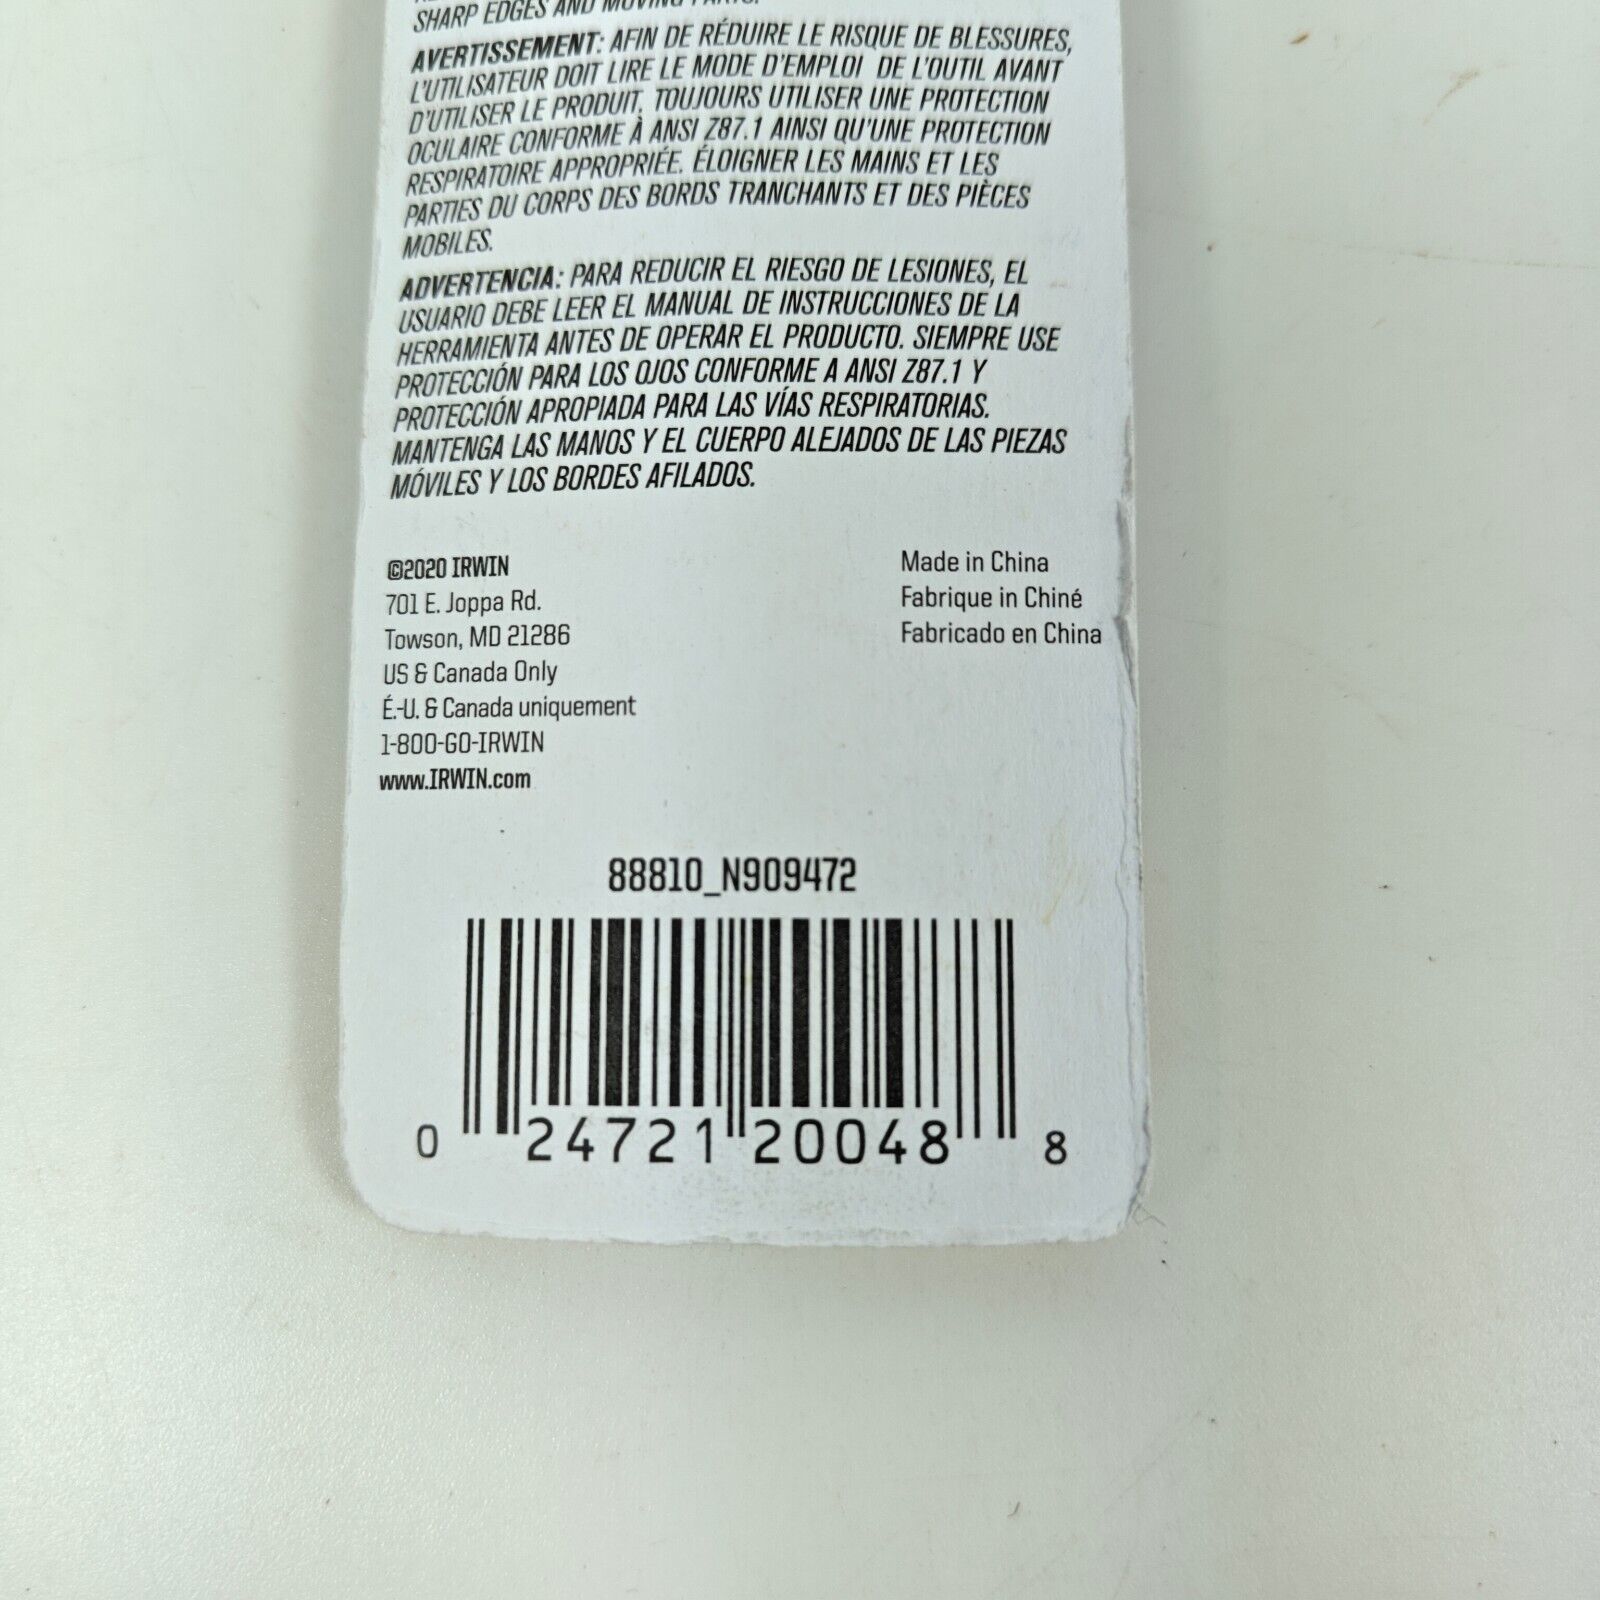 SHARP EDGES AND MOVING PARTS.
AVERTISSEMENT: AFIN DE RÉDUIRE LE RISQUE DE BLESSURES,
L'UTILISATEUR DOIT LIRE LE MODE D'EMPLOI DE L'OUTIL AVANT
D'UTILISER LE PRODUIT. TOUJOURS UTILISER UNE PROTECTION
OCULAIRE CONFORME À ANSI Z87.1 AINSI QU'UNE PROTECTION
RESPIRATOIRE APPROPRIÉE. ÉLOIGNER LES MAINS ET LES
PARTIES DU CORPS DES BORDS TRANCHANTS ET DES PIÈCES
MOBILES.
ADVERTENCIA: PARA REDUCIR EL RIESGO DE LESIONES, EL
USUARIO DEBE LEER EL MANUAL DE INSTRUCCIONES DE LA
HERRAMIENTA ANTES DE OPERAR EL PRODUCTO. SIEMPRE USE
PROTECCIÓN PARA LOS OJOS CONFORME A ANSI Z87.1 Y
PROTECCIÓN APROPIADA PARA LAS VÍAS RESPIRATORIAS.
MANTENGA LAS MANOS Y EL CUERPO ALEJADOS DE LAS PIEZAS
MÓVILES Y LOS BORDES AFILADOS.
©2020 IRWIN
701 E. Joppa Rd.
Towson, MD 21286
US & Canada Only
É.-U. & Canada uniquement
1-800-GO-IRWIN
www.IRWIN.com
Made in China
Fabrique in Chiné
Fabricado en China
88810_N909472
0 24721 20048 8